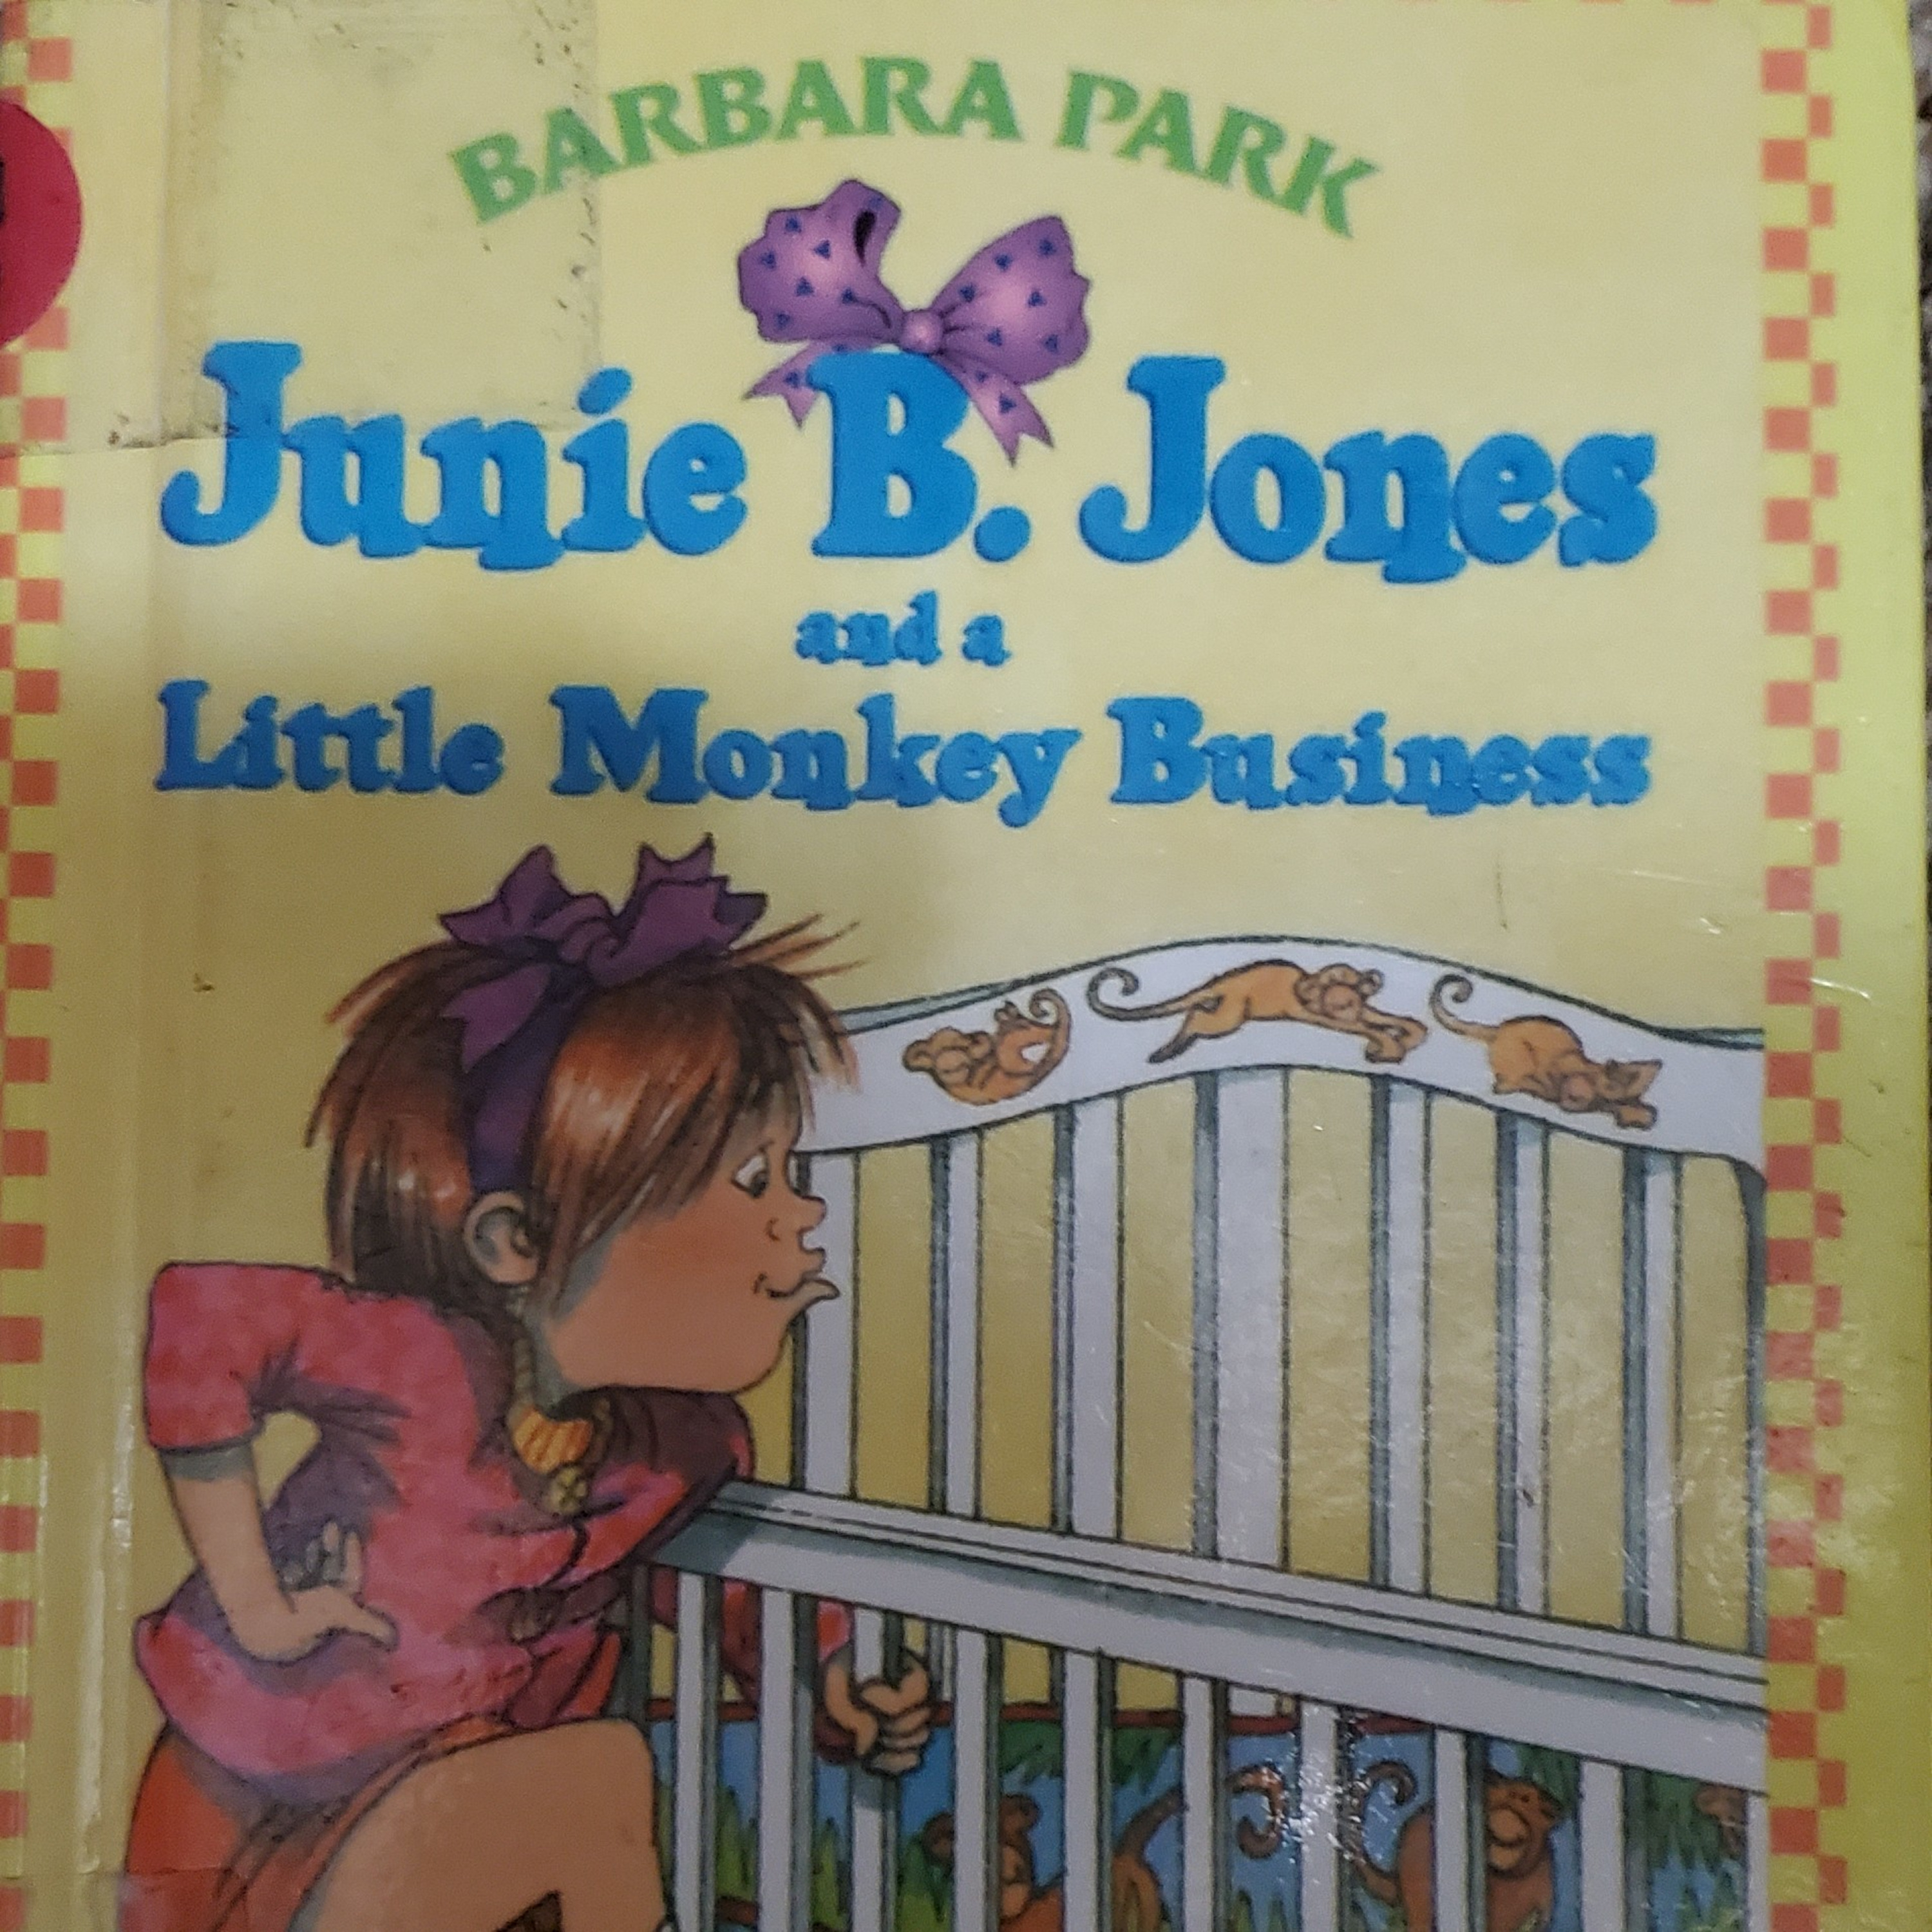 BARBARA PARK
Junie B. Jones
and a
Little Monkey Business